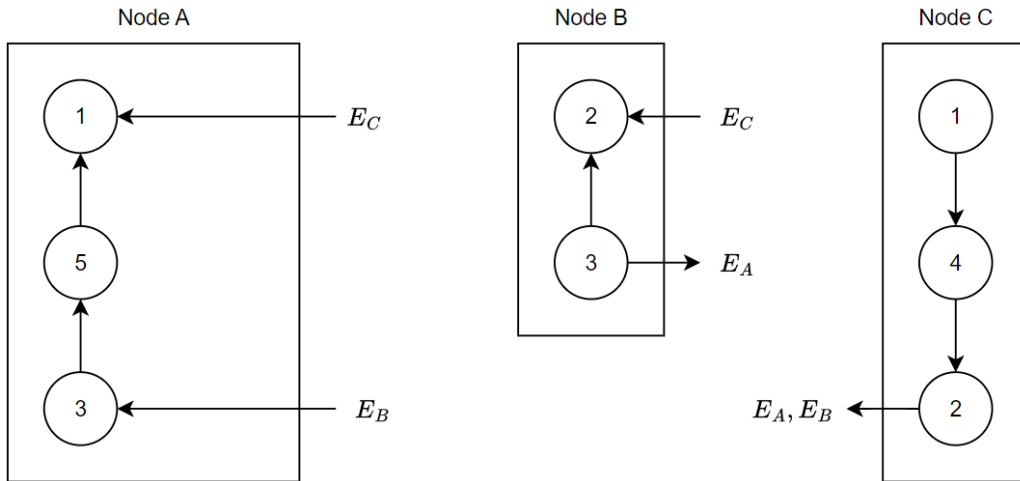 Node A
Node B
Node C
1
E_C
2
E_C
1
5
3
E_A
4
3
E_B
E_A, E_B
2